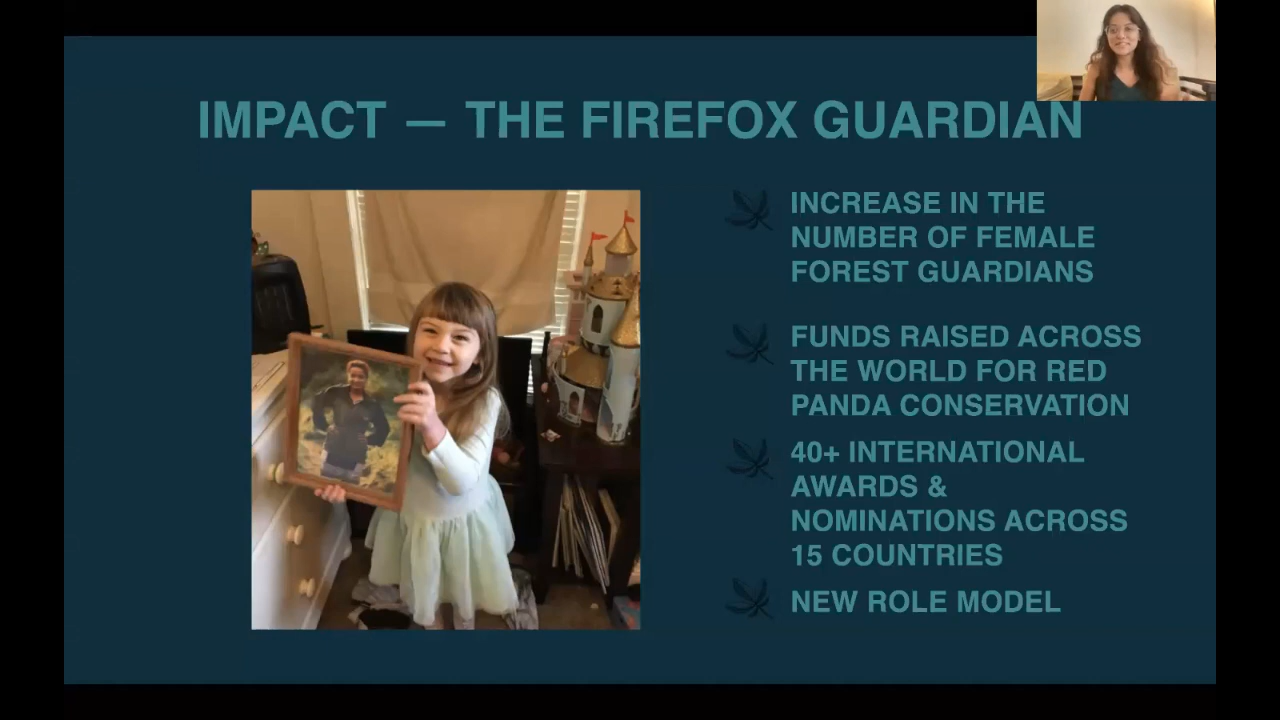 IMPACT — THE FIREFOX GUARDIAN
INCREASE IN THE
NUMBER OF FEMALE
FOREST GUARDIANS
FUNDS RAISED ACROSS
THE WORLD FOR RED
PANDA CONSERVATION
40+ INTERNATIONAL
AWARDS &
NOMINATIONS ACROSS
15 COUNTRIES
NEW ROLE MODEL